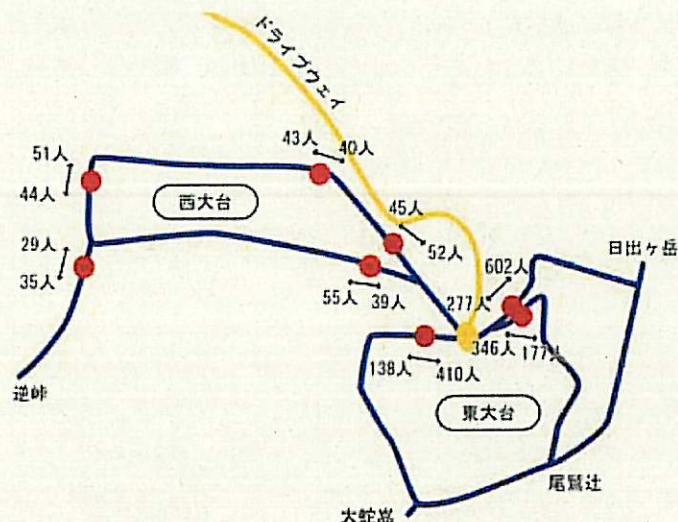 ドライブウェイ
43人
40人
51人
44人
西大台
45人
52人
29人
35人
日出ヶ岳
602人
55人
39人
277人
346人
177人
138人
410人
逆峠
東大台
尾鷲辻
大蛇嵓